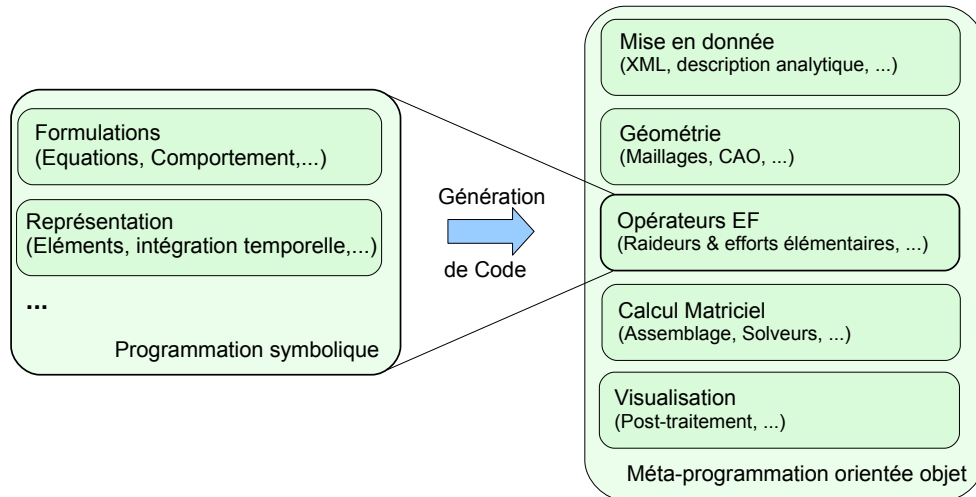 Formulations
(Equations, Comportement,...)
Représentation
(Eléments, intégration temporelle,...)
...
Programmation symbolique
Génération
de Code
Mise en donnée
(XML, description analytique, ...)
Géométrie
(Maillages, CAO, ...)
Opérateurs EF
(Raideurs & efforts élémentaires, ...)
Calcul Matriciel
(Assemblage, Solveurs, ...)
Visualisation
(Post-traitement, ...)
Méta-programmation orientée objet